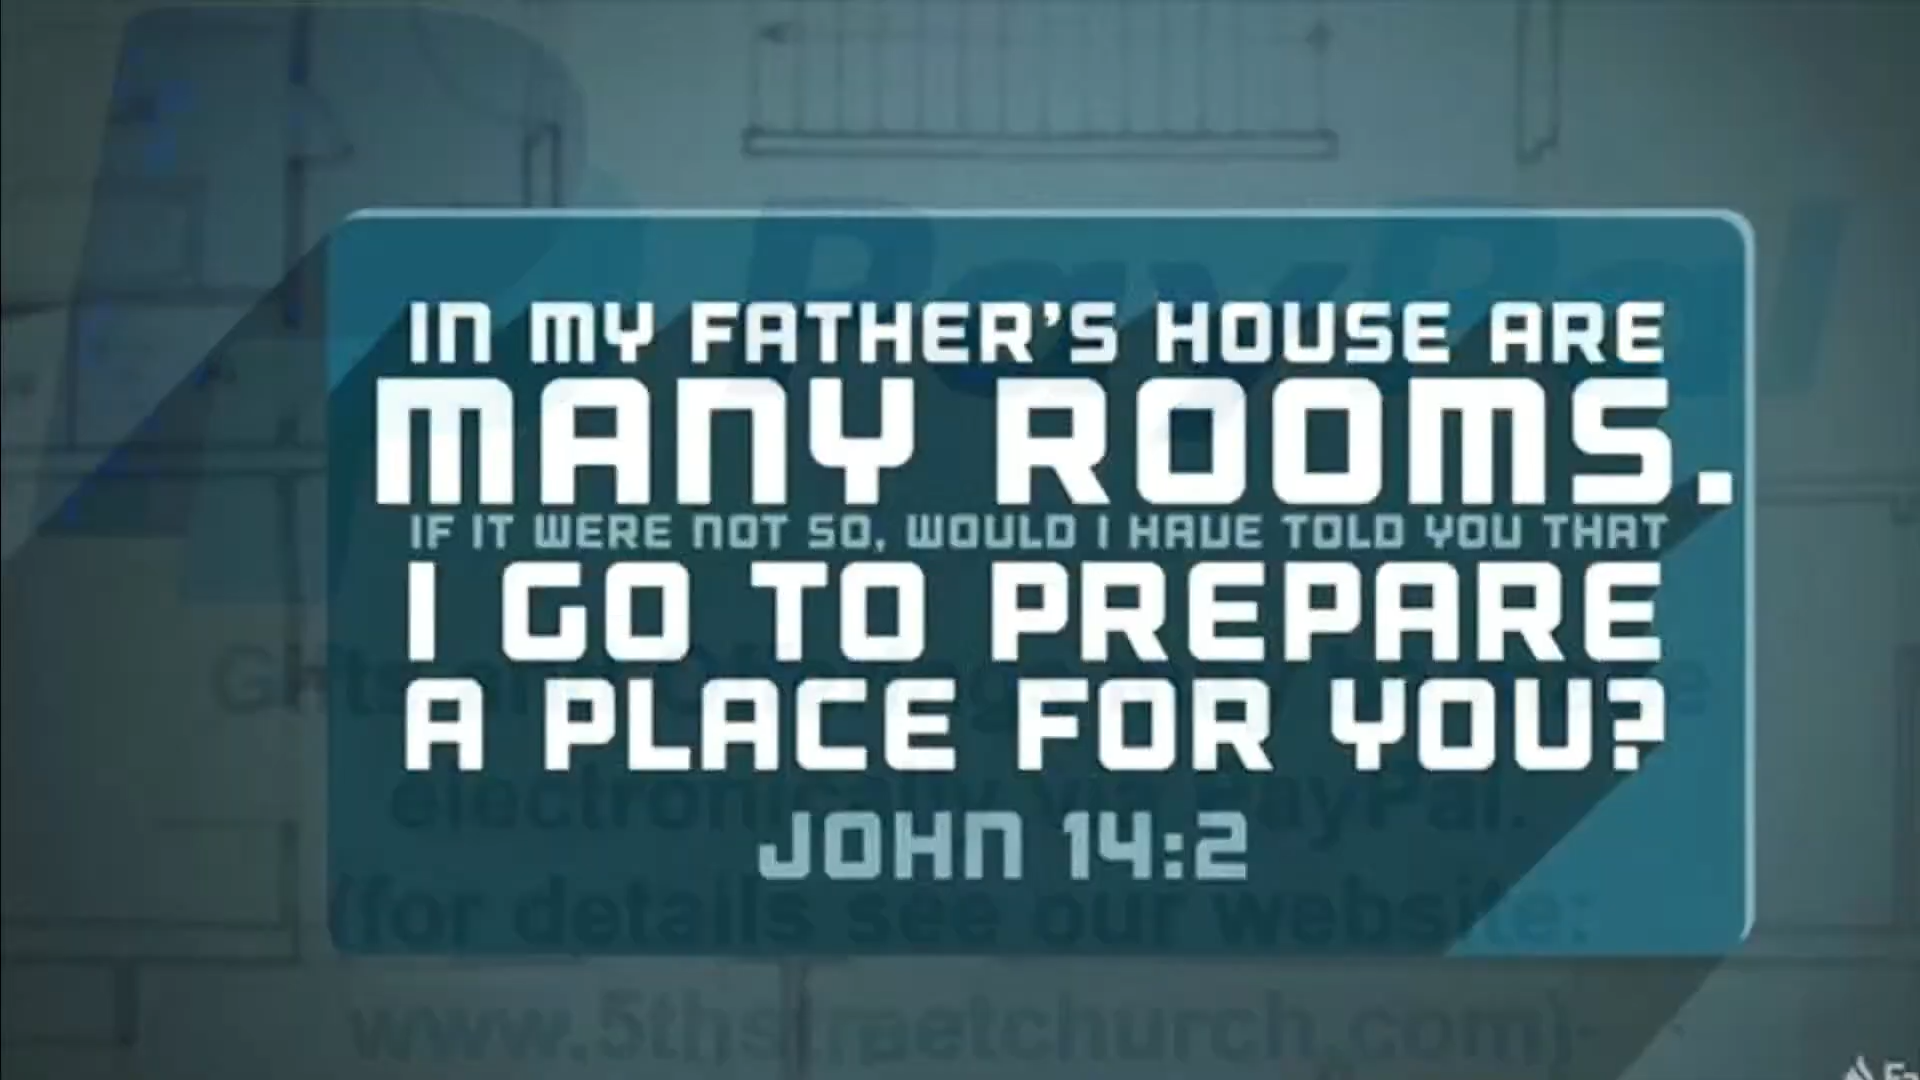 PayPal
IN MY FATHER'S HOUSE ARE
MANY ROOMS.
IF IT WERE NOT SO, WOULD I HAVE TOLD YOU THAT
I GO TO PREPARE
A PLACE FOR YOU?
electronically via PayPal.
JOHN 14:2
(for details see our website:
www.5thstreetchurch.com)